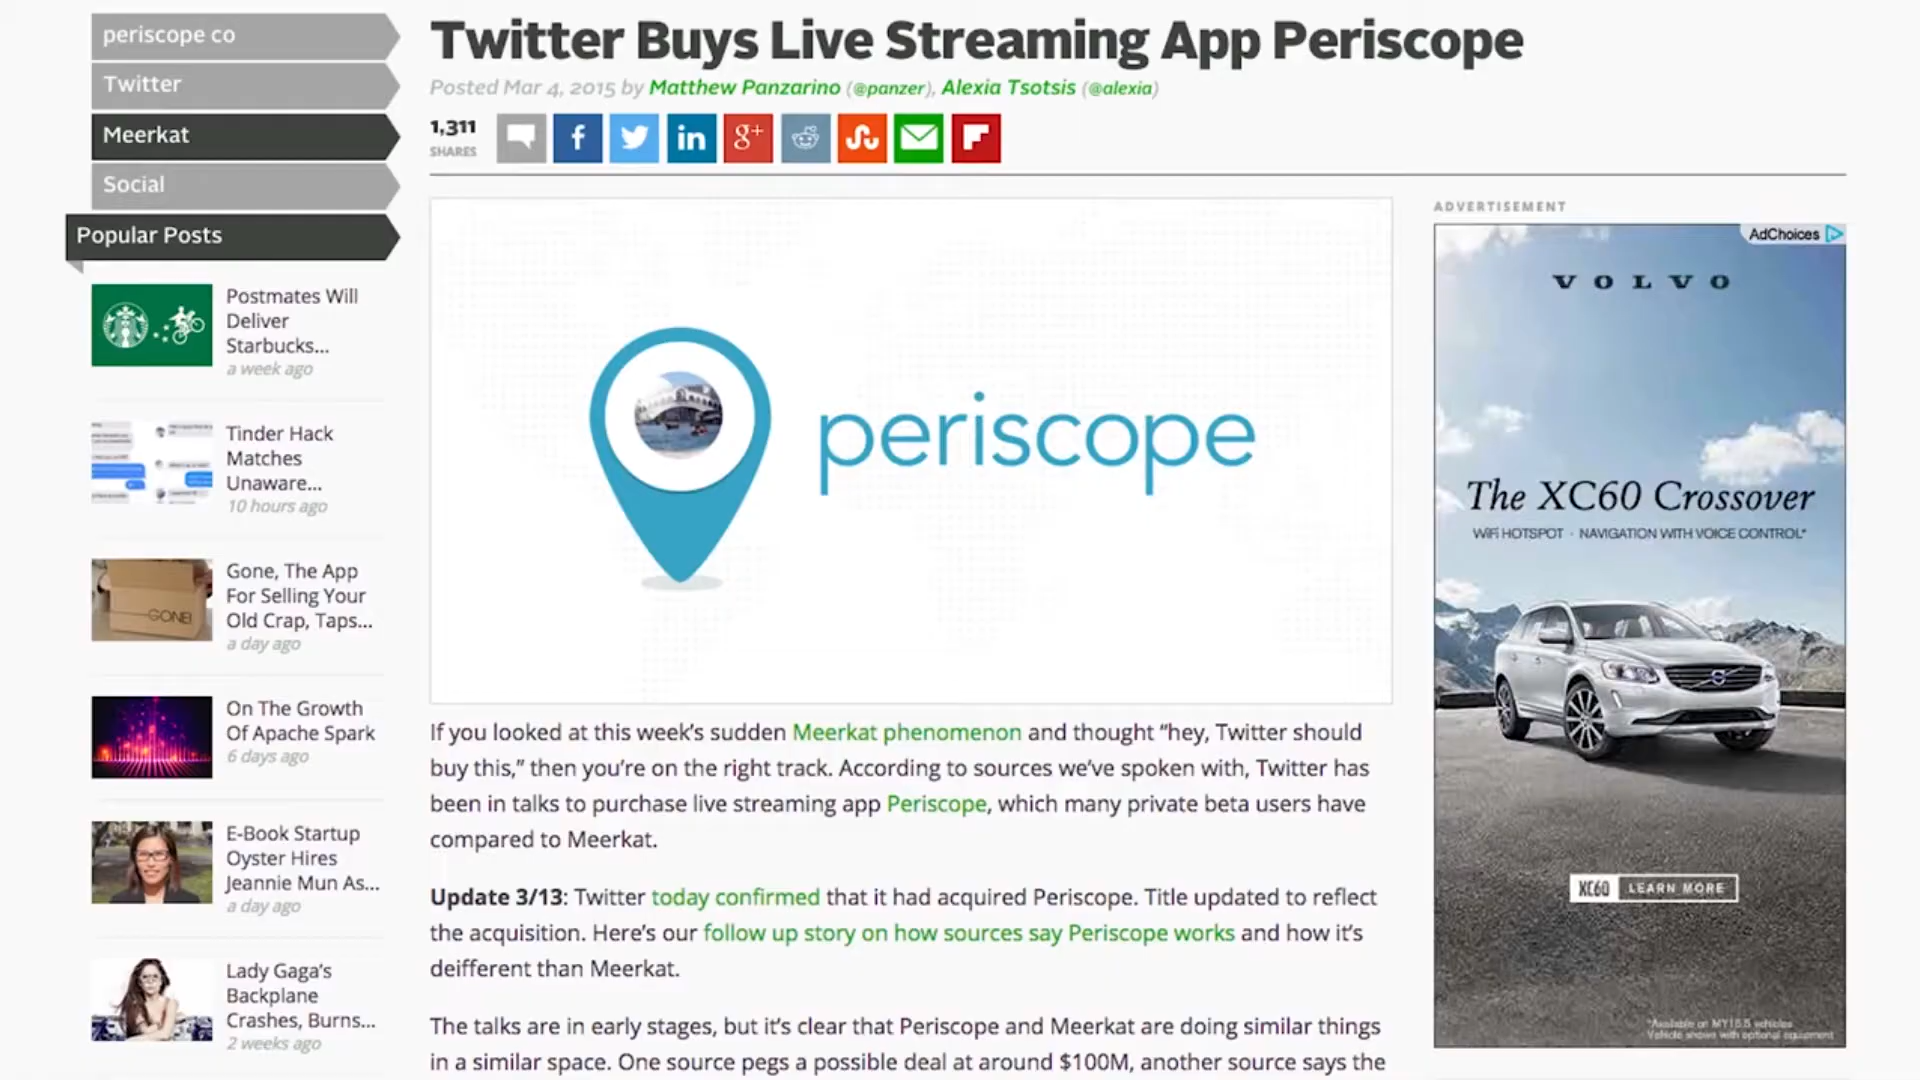 periscope co
Twitter
Meerkat
Social
Popular Posts
Postmates Will
Deliver
Starbucks...
a week ago
Tinder Hack
Matches
Unaware...
10 hours ago
Gone, The App
For Selling Your
Old Crap, Taps...
a day ago
On The Growth
Of Apache Spark
6 days ago
E-Book Startup
Oyster Hires
Jeannie Mun As...
a day ago
Lady Gaga's
Backplane
Crashes, Burns...
2 weeks ago
Twitter Buys Live Streaming App Periscope
Posted Mar 4, 2015 by Matthew Panzarino (@panzer), Alexia Tsotsis (@alexia)
1,311
SHARES
periscope
If you looked at this week's sudden Meerkat phenomenon and thought "hey, Twitter should
buy this," then you're on the right track. According to sources we've spoken with, Twitter has
been in talks to purchase live streaming app Periscope, which many private beta users have
compared to Meerkat.
Update 3/13: Twitter today confirmed that it had acquired Periscope. Title updated to reflect
the acquisition. Here's our follow up story on how sources say Periscope works and how it's
deifferent than Meerkat.
The talks are in early stages, but it's clear that Periscope and Meerkat are doing similar things
in a similar space. One source pegs a possible deal at around $100M, another source says the
ADVERTISEMENT
AdChoices
VOLVO
The XC60 Crossover
WiFi HOTSPOT · NAVIGATION WITH VOICE CONTROL*
XC60 LEARN MORE
*Available on MY15.5 vehicles
Vehicle shown with optional equipment
GONE!